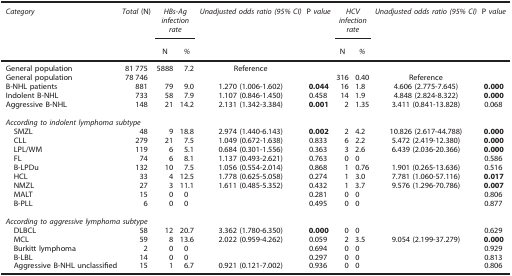 Category Total (N) HBs-Ag infection rate Unadjusted odds ratio (95% CI) P value HCV infection rate Unadjusted odds ratio (95% CI) P value
N % N %
General population 81 775 5888 7.2 Reference
General population 78 746 316 0.40 Reference
B-NHL patients 881 79 9.0 1.270 (1.006-1.602) 0.044 16 1.8 4.606 (2.775-7.645) 0.000
Indolent B-NHL 733 58 7.9 1.107 (0.846-1.450) 0.458 14 1.9 4.848 (2.824-8.322) 0.000
Aggressive B-NHL 148 21 14.2 2.131 (1.342-3.384) 0.001 2 1.35 3.411 (0.841-13.828) 0.068
According to indolent lymphoma subtype
SMZL 48 9 18.8 2.974 (1.440-6.143) 0.002 2 4.2 10.826 (2.617-44.788) 0.000
CLL 279 21 7.5 1.049 (0.672-1.638) 0.833 6 2.2 5.472 (2.419-12.380) 0.000
LPL/WM 119 6 5.1 0.684 (0.301-1.556) 0.363 3 2.6 6.439 (2.036-20.366) 0.000
FL 74 6 8.1 1.137 (0.493-2.621) 0.763 0 0 0.586
B-LPDu 132 10 7.5 1.056 (0.554-2.014) 0.868 1 0.76 1.901 (0.265-13.636) 0.516
HCL 33 4 12.5 1.778 (0.625-5.058) 0.274 1 3.0 7.781 (1.060-57.116) 0.017
NMZL 27 3 11.1 1.611 (0.485-5.352) 0.432 1 3.7 9.576 (1.296-70.786) 0.007
MALT 15 0 0 0.281 0 0 0.806
B-PLL 6 0 0 0.495 0 0 0.877
According to aggressive lymphoma subtype
DLBCL 58 12 20.7 3.362 (1.780-6.350) 0.000 0 0 0.629
MCL 59 8 13.6 2.022 (0.959-4.262) 0.059 2 3.5 9.054 (2.199-37.279) 0.000
Burkitt lymphoma 2 0 0 0.694 0 0 0.929
B-LBL 14 0 0 0.297 0 0 0.813
Aggressive B-NHL unclassified 15 1 6.7 0.921 (0.121-7.002) 0.936 0 0 0.806